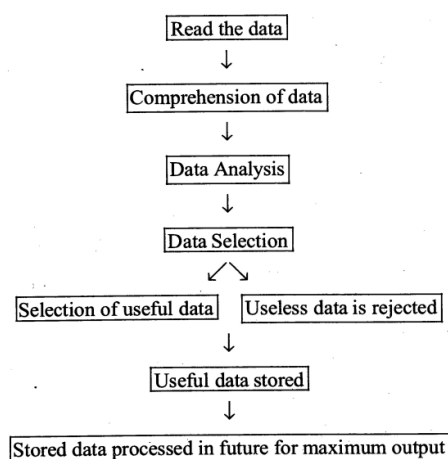 Read the data
↓
Comprehension of data
↓
Data Analysis
↓
Data Selection
↙ ↘
Selection of useful data Useless data is rejected
↓
Useful data stored
↓
Stored data processed in future for maximum output